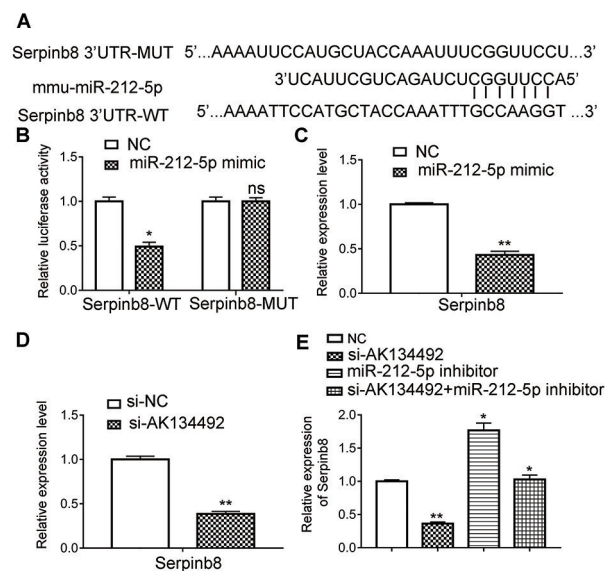 A
Serpinb8 3’UTR-MUT 5’...AAAAUUCCAUGCUACCAAAUUUCGGUUCCU...3’
mmu-miR-212-5p 3’UCAUUCGUCAGAUCUCGGUUCCA5’
Serpinb8 3’UTR-WT 5’...AAAATTCCATGCTACCAAATTTGCCAAGGT ...3’
B
NC
miR-212-5p mimic
Relative luciferase activity
1.5
1.0
0.5
0.0
*
ns
Serpinb8-WT Serpinb8-MUT
C
NC
miR-212-5p mimic
Relative expression level
1.5
1.0
0.5
0.0
**
Serpinb8
D
si-NC
si-AK134492
Relative expression level
1.5
1.0
0.5
0.0
**
Serpinb8
E
NC
si-AK134492
miR-212-5p inhibitor
si-AK134492+miR-212-5p inhibitor
Relative expression
of Serpinb8
2.0
1.5
1.0
0.5
0.0
**
*
*